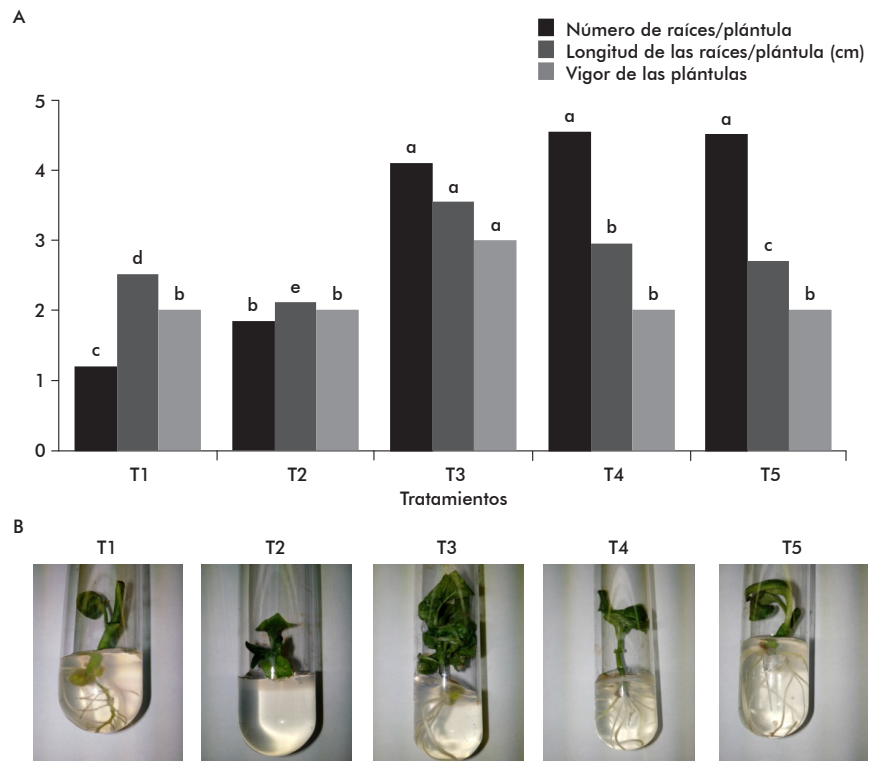 A
Número de raíces/plántula
Longitud de las raíces/plántula (cm)
Vigor de las plántulas
5
4
3
2
1
0
c
d
b
b
e
b
a
a
a
a
b
b
a
c
b
T1
T2
T3
T4
T5
Tratamientos
B
T1
T2
T3
T4
T5